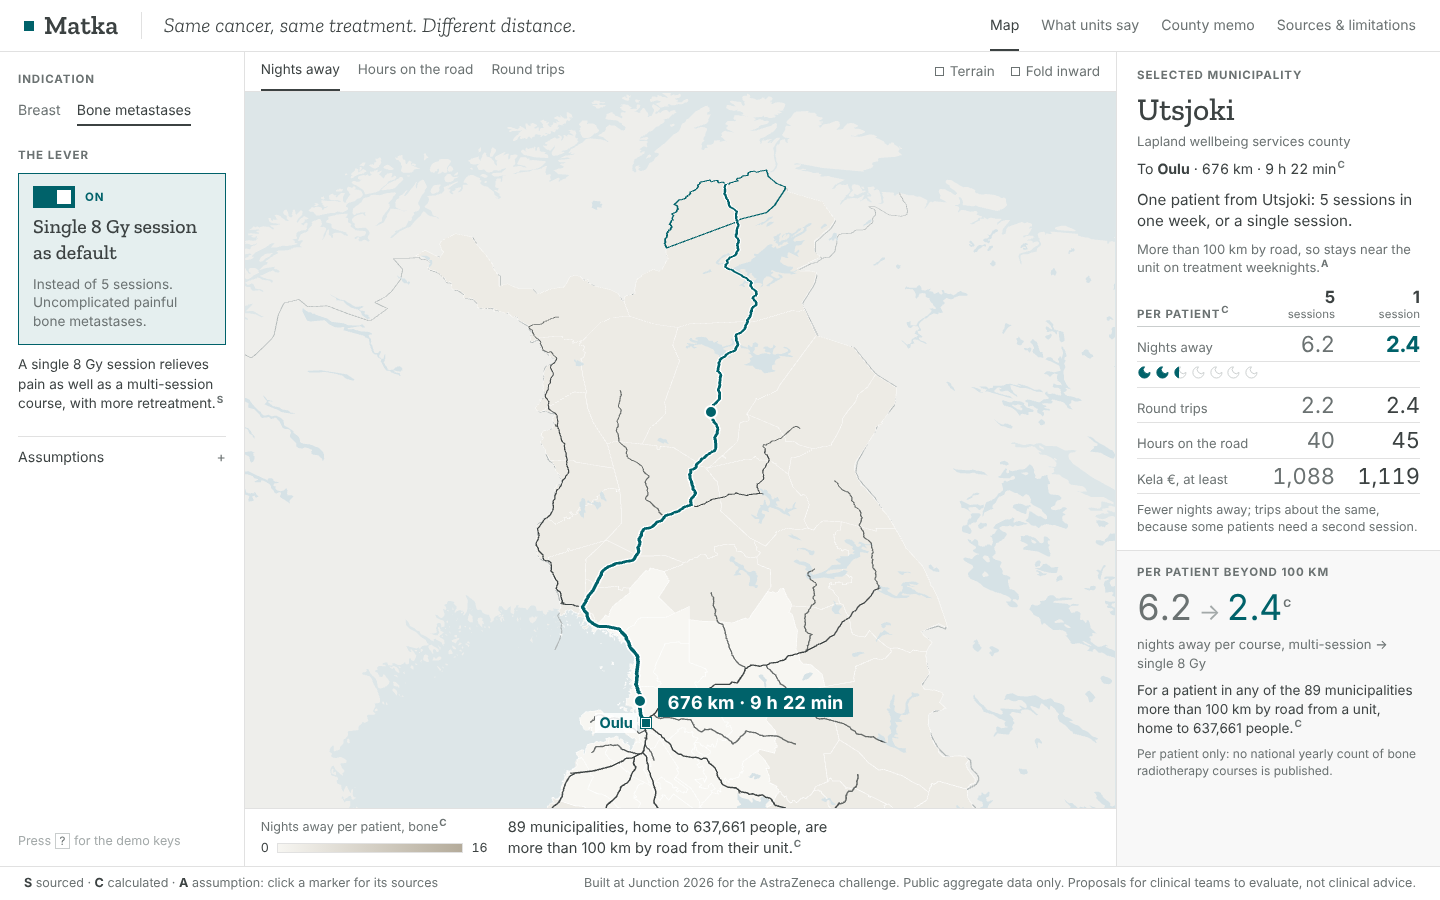 Matka
Same cancer, same treatment. Different distance.
Map
What units say
County memo
Sources & limitations
INDICATION
Breast
Bone metastases
THE LEVER
ON
Single 8 Gy session
as default
Instead of 5 sessions.
Uncomplicated painful
bone metastases.
A single 8 Gy session relieves
pain as well as a multi-session
course, with more retreatment.S
Assumptions
+
Press ? for the demo keys
Nights away
Hours on the road
Round trips
Terrain
Fold inward
676 km · 9 h 22 min
Oulu
Nights away per patient, boneC
0
16
89 municipalities, home to 637,661 people, are
more than 100 km by road from their unit.C
SELECTED MUNICIPALITY
Utsjoki
Lapland wellbeing services county
To Oulu · 676 km · 9 h 22 minC
One patient from Utsjoki: 5 sessions in
one week, or a single session.
More than 100 km by road, so stays near the
unit on treatment weeknights.A
PER PATIENTC
5
sessions
1
session
Nights away 6.2 2.4
Round trips 2.2 2.4
Hours on the road 40 45
Kela €, at least 1,088 1,119
Fewer nights away; trips about the same,
because some patients need a second session.
PER PATIENT BEYOND 100 KM
6.2 → 2.4C
nights away per course, multi-session →
single 8 Gy
For a patient in any of the 89 municipalities
more than 100 km by road from a unit,
home to 637,661 people.C
Per patient only: no national yearly count of bone
radiotherapy courses is published.
S sourced · C calculated · A assumption: click a marker for its sources
Built at Junction 2026 for the AstraZeneca challenge. Public aggregate data only. Proposals for clinical teams to evaluate, not clinical advice.